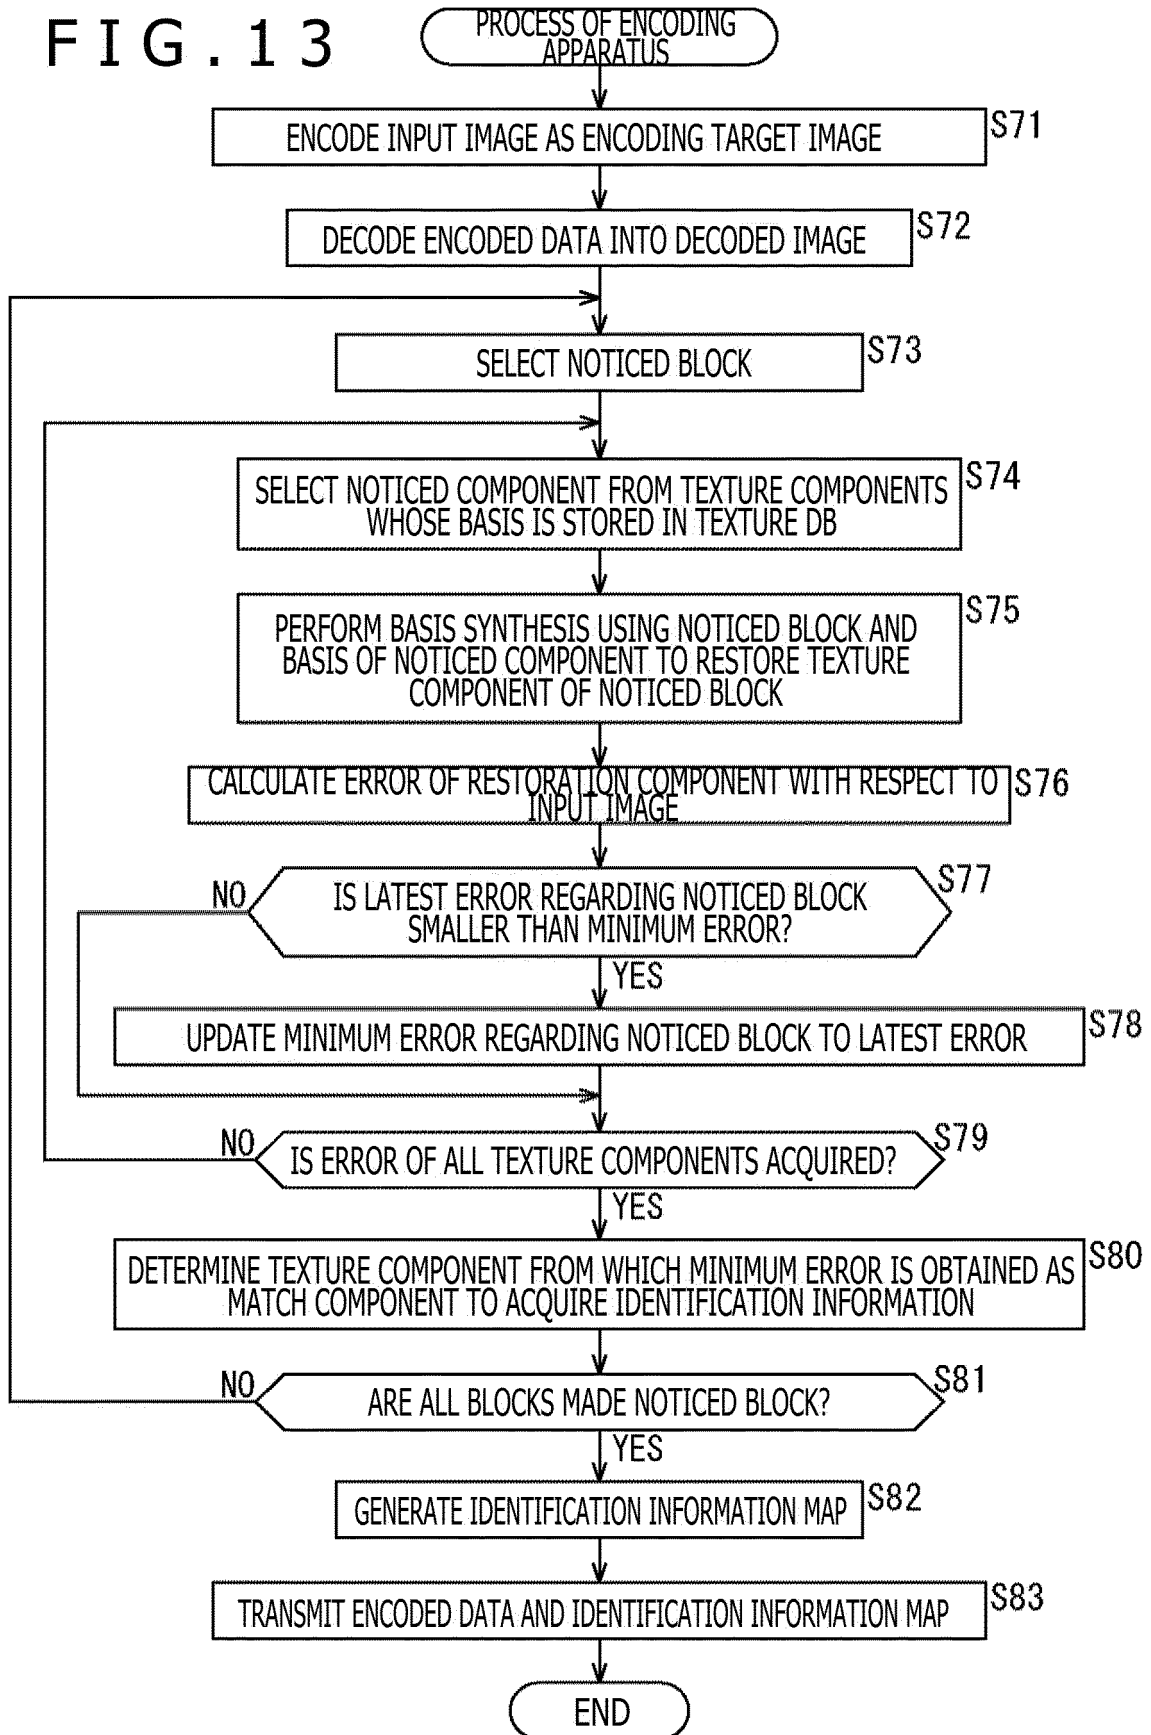 FIG.13
PROCESS OF ENCODING
APPARATUS
S71
ENCODE INPUT IMAGE AS ENCODING TARGET IMAGE
S72
DECODE ENCODED DATA INTO DECODED IMAGE
S73
SELECT NOTICED BLOCK
S74
SELECT NOTICED COMPONENT FROM TEXTURE COMPONENTS
WHOSE BASIS IS STORED IN TEXTURE DB
S75
PERFORM BASIS SYNTHESIS USING NOTICED BLOCK AND
BASIS OF NOTICED COMPONENT TO RESTORE TEXTURE
COMPONENT OF NOTICED BLOCK
S76
CALCULATE ERROR OF RESTORATION COMPONENT WITH RESPECT TO
INPUT IMAGE
S77
NO
IS LATEST ERROR REGARDING NOTICED BLOCK
SMALLER THAN MINIMUM ERROR?
YES
S78
UPDATE MINIMUM ERROR REGARDING NOTICED BLOCK TO LATEST ERROR
S79
NO
IS ERROR OF ALL TEXTURE COMPONENTS ACQUIRED?
YES
S80
DETERMINE TEXTURE COMPONENT FROM WHICH MINIMUM ERROR IS OBTAINED AS
MATCH COMPONENT TO ACQUIRE IDENTIFICATION INFORMATION
S81
NO
ARE ALL BLOCKS MADE NOTICED BLOCK?
YES
S82
GENERATE IDENTIFICATION INFORMATION MAP
S83
TRANSMIT ENCODED DATA AND IDENTIFICATION INFORMATION MAP
END